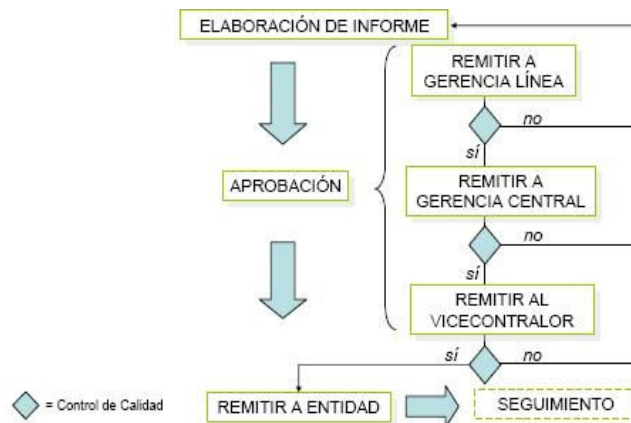 ELABORACIÓN DE INFORME
REMITIR A
GERENCIA LÍNEA
no
sí
APROBACIÓN
REMITIR A
GERENCIA CENTRAL
no
sí
REMITIR AL
VICECONTRALOR
sí
no
= Control de Calidad
REMITIR A ENTIDAD
SEGUIMIENTO